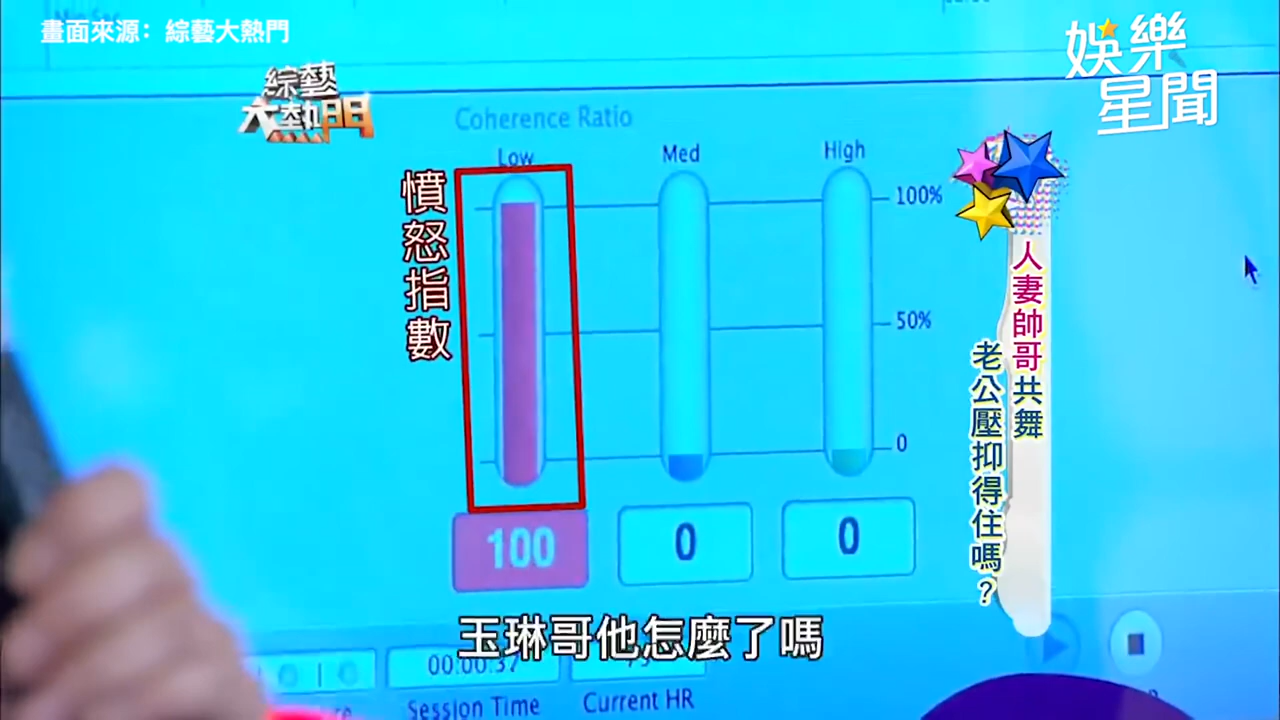 畫面來源：綜藝大熱門
娛樂星聞
綜藝大熱門
Coherence Ratio
Low
Med
High
100%
50%
0
憤怒指數
人妻帥哥共舞
老公壓抑得住嗎？
100
0
0
玉琳哥他怎麼了嗎
00:00:37
Session Time
Current HR